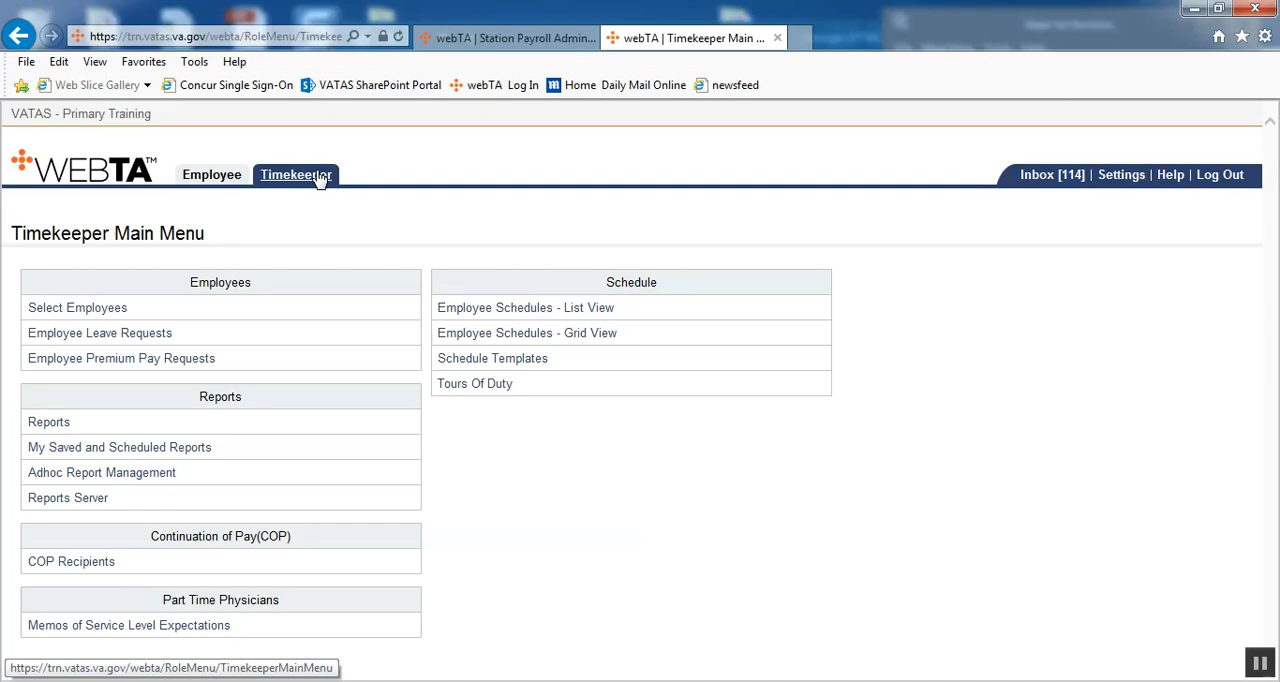 https://trn.vatas.va.gov/webta/RoleMenu/Timekee
webTA | Station Payroll Admin...
webTA | Timekeeper Main ...
File Edit View Favorites Tools Help
Web Slice Gallery
Concur Single Sign-On
VATAS SharePoint Portal
webTA Log In
Home Daily Mail Online
newsfeed
VATAS - Primary Training
WEBTA™
Employee
Timekeeper
Inbox [114] | Settings | Help | Log Out
Timekeeper Main Menu
Employees
Select Employees
Employee Leave Requests
Employee Premium Pay Requests
Reports
Reports
My Saved and Scheduled Reports
Adhoc Report Management
Reports Server
Continuation of Pay(COP)
COP Recipients
Part Time Physicians
Memos of Service Level Expectations
Schedule
Employee Schedules - List View
Employee Schedules - Grid View
Schedule Templates
Tours Of Duty
https://trn.vatas.va.gov/webta/RoleMenu/TimekeeperMainMenu